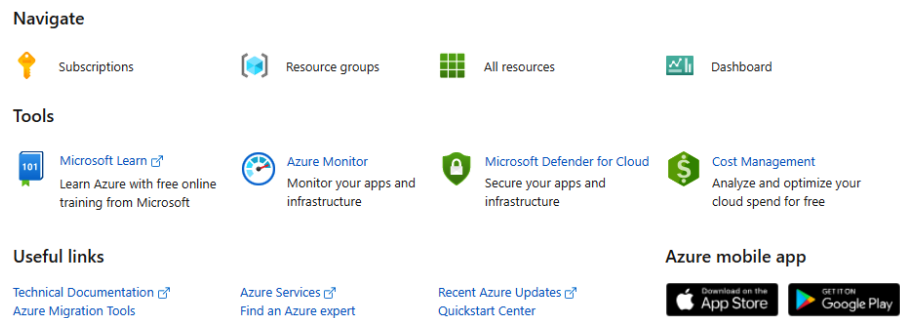 Navigate
Subscriptions
Resource groups
All resources
Dashboard
Tools
101
Microsoft Learn
Learn Azure with free online
training from Microsoft
Azure Monitor
Monitor your apps and
infrastructure
Microsoft Defender for Cloud
Secure your apps and
infrastructure
$
Cost Management
Analyze and optimize your
cloud spend for free
Useful links
Technical Documentation
Azure Services
Recent Azure Updates
Azure Migration Tools
Find an Azure expert
Quickstart Center
Azure mobile app
Download on the
App Store
GET IT ON
Google Play